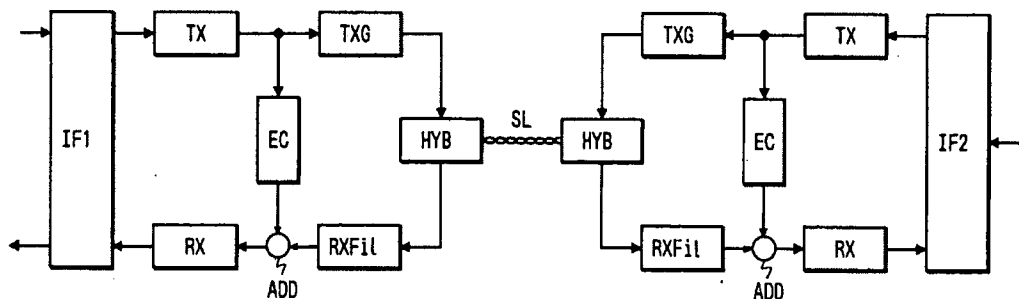 TX
TXG
TXG
TX
SL
IF1
EC
HYB
HYB
EC
IF2
RX
RXFil
RXFil
RX
ADD
ADD